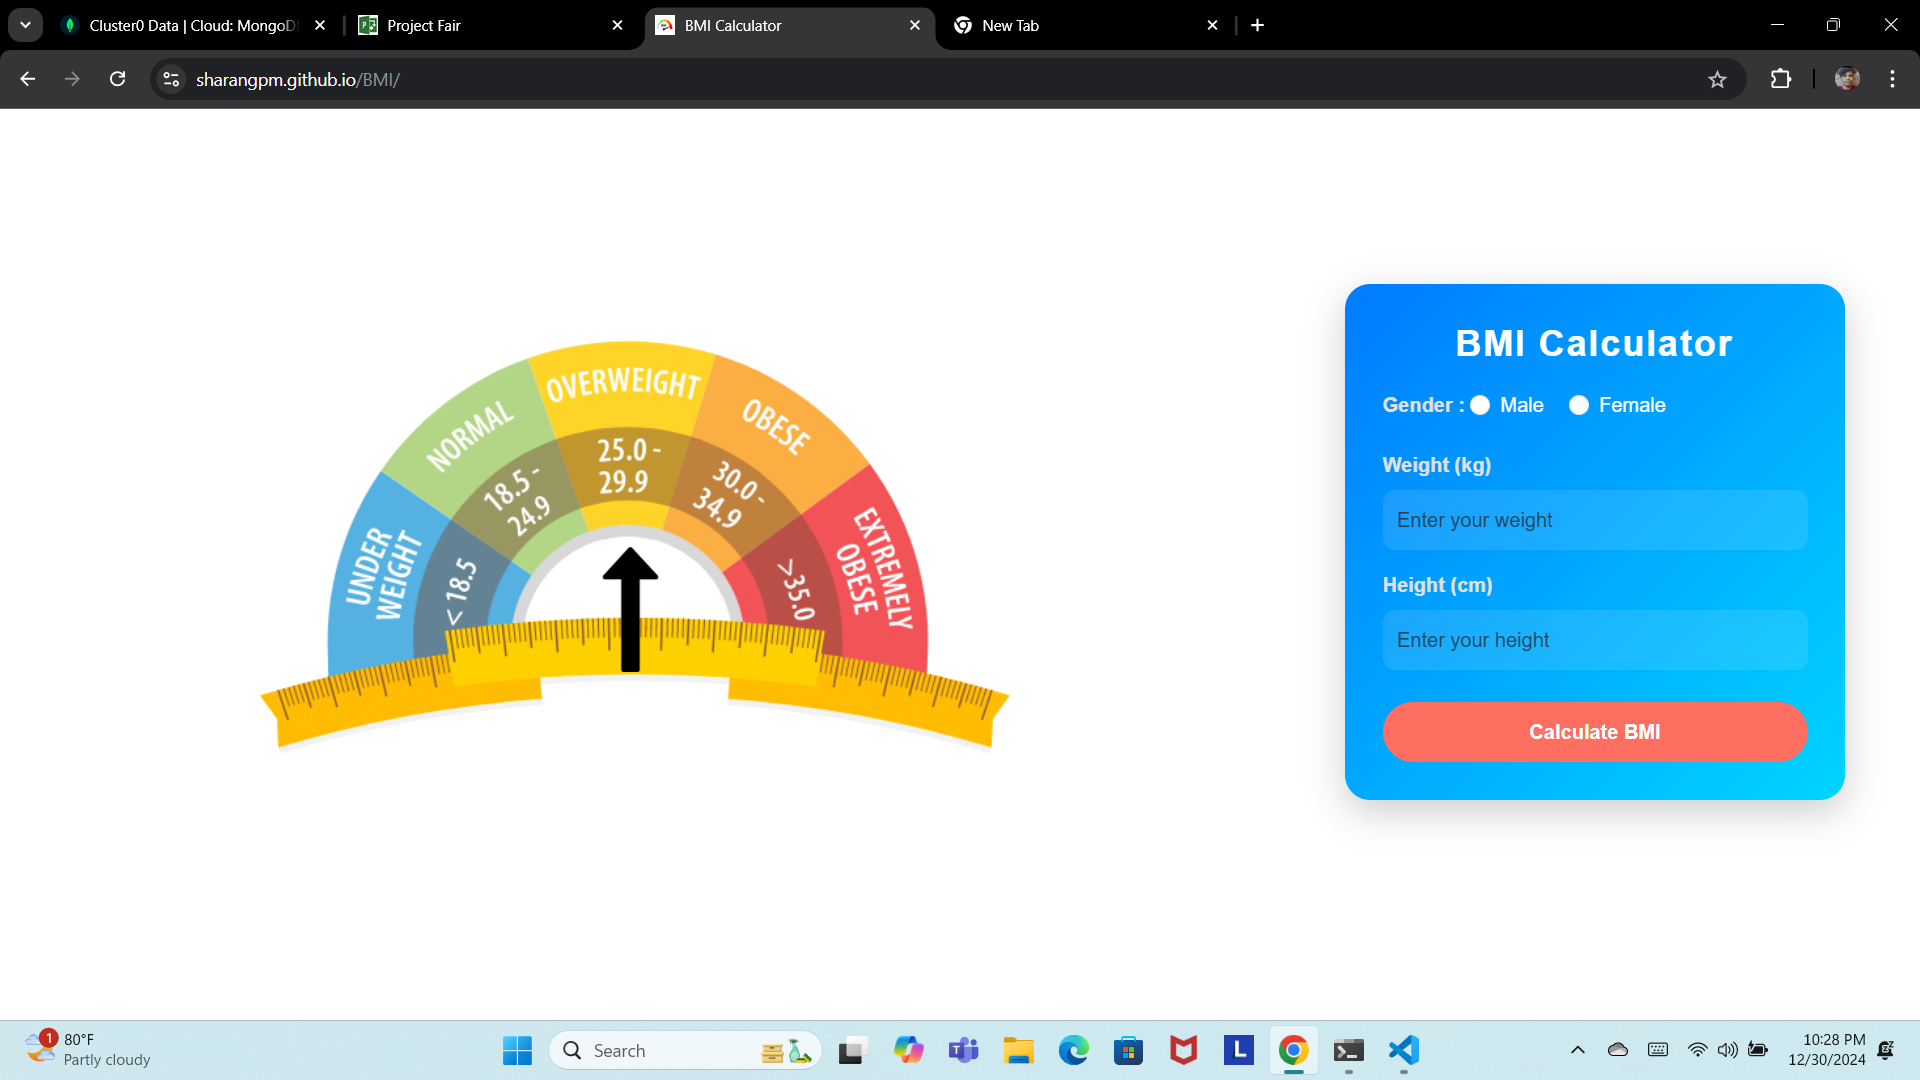 Cluster0 Data | Cloud: MongoD
Project Fair
BMI Calculator
New Tab
sharangpm.github.io/BMI/
UNDER
WEIGHT
< 18.5
NORMAL
18.5 -
24.9
OVERWEIGHT
25.0 -
29.9
OBESE
30.0-
34.9
EXTREMELY
OBESE
>35.0
BMI Calculator
Gender : Male Female
Weight (kg)
Enter your weight
Height (cm)
Enter your height
Calculate BMI
1
80°F
Partly cloudy
Search
L
10:28 PM
12/30/2024